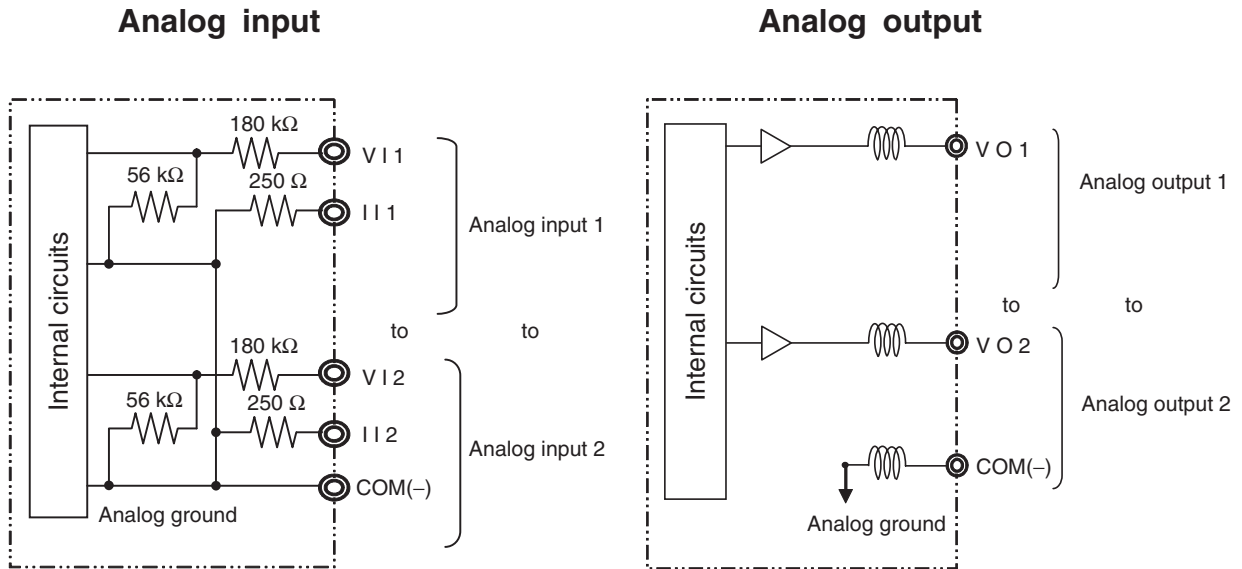 Analog input
Analog output
180 kΩ
V I 1
56 kΩ
250 Ω
I I 1
Analog input 1
Internal circuits
to
to
180 kΩ
V I 2
56 kΩ
250 Ω
I I 2
Analog input 2
COM(–)
Analog ground
V O 1
Analog output 1
Internal circuits
to
to
V O 2
Analog output 2
COM(–)
Analog ground